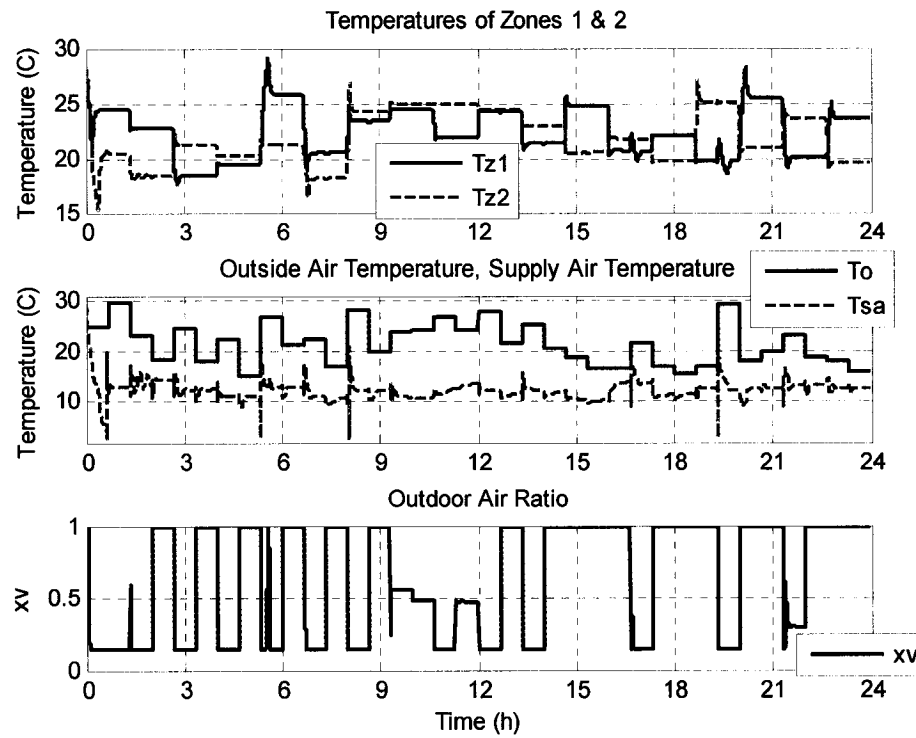 Temperatures of Zones 1 & 2
Temperature (C)
30
25
20
15
Tz1
Tz2
0 3 6 9 12 15 18 21 24
Outside Air Temperature, Supply Air Temperature
To
Tsa
Temperature (C)
30
20
10
0 3 6 9 12 15 18 21 24
Outdoor Air Ratio
xv
1
0.5
0
xv
0 3 6 9 12 15 18 21 24
Time (h)